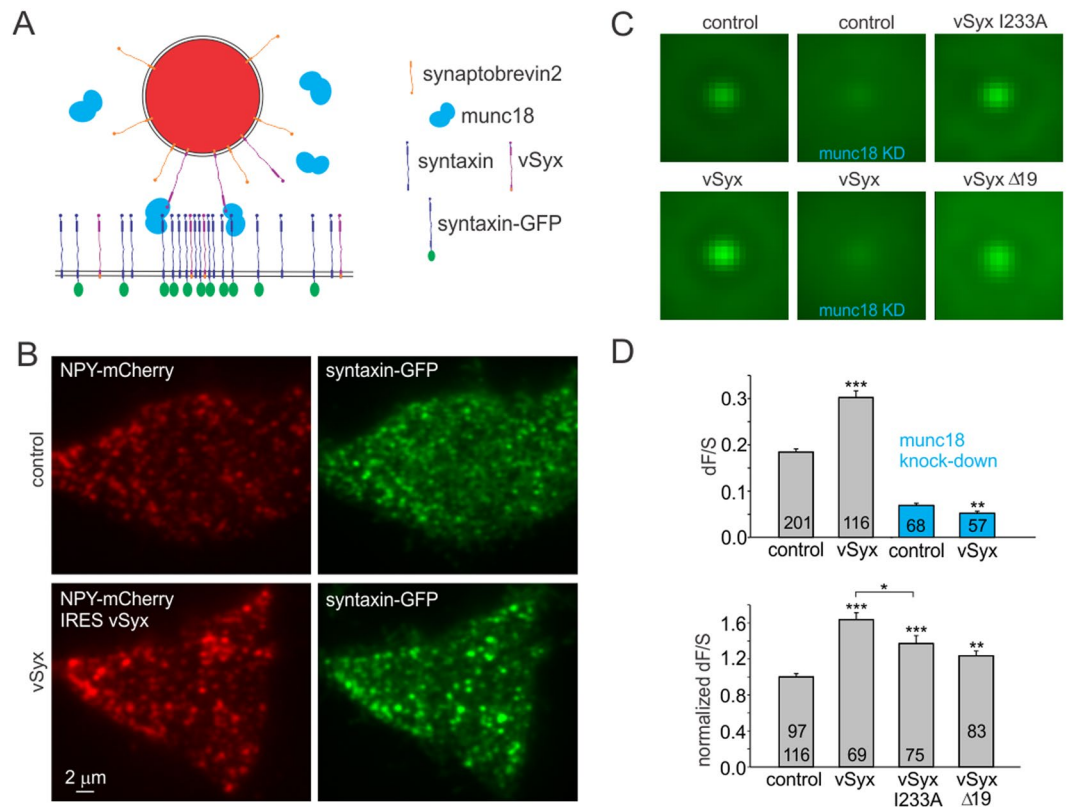 A
synaptobrevin2
munc18
syntaxin
vSyx
syntaxin-GFP
B
NPY-mCherry
syntaxin-GFP
control
NPY-mCherry
IRES vSyx
syntaxin-GFP
vSyx
2 μm
C
control
control
vSyx I233A
munc18 KD
vSyx
vSyx
vSyx Δ19
munc18 KD
D
dF/S
0.3
0.2
0.1
0.0
***
munc18
knock-down
**
201
116
68
57
control
vSyx
control
vSyx
normalized dF/S
1.6
1.2
0.8
0.4
0.0
*
***
***
**
97
116
69
75
83
control
vSyx
vSyx
I233A
vSyx
Δ19